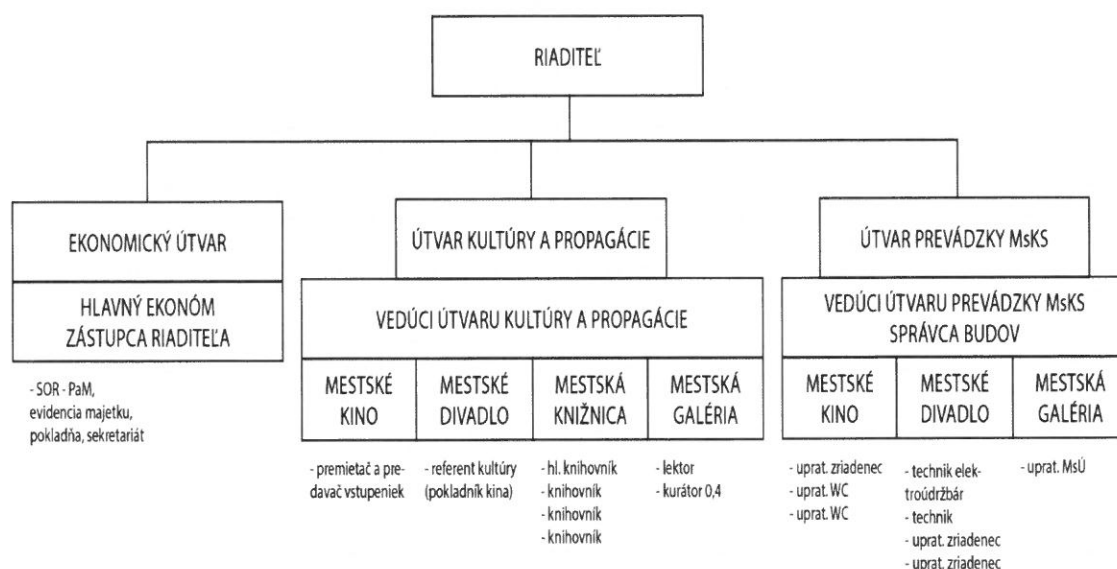 RIADITEĽ
EKONOMICKÝ ÚTVAR
HLAVNÝ EKONÓM
ZÁSTUPCA RIADITEĽA
- SOR - PaM,
evidencia majetku,
pokladňa, sekretariát
ÚTVAR KULTÚRY A PROPAGÁCIE
VEDÚCI ÚTVARU KULTÚRY A PROPAGÁCIE
MESTSKÉ
KINO
- premietač a pre-
davač vstupeniek
MESTSKÉ
DIVADLO
- referent kultúry
(pokladník kina)
MESTSKÁ
KNIŽNICA
- hl. knihovník
- knihovník
- knihovník
- knihovník
MESTSKÁ
GALÉRIA
- lektor
- kurátor 0,4
ÚTVAR PREVÁDZKY MsKS
VEDÚCI ÚTVARU PREVÁDZKY MsKS
SPRÁVCA BUDOV
MESTSKÉ
KINO
- uprat. zriadenec
- uprat. WC
- uprat. WC
MESTSKÉ
DIVADLO
- technik elek-
troúdržbár
- technik
- uprat. zriadenec
- uprat. zriadenec
MESTSKÁ
GALÉRIA
- uprat. MsÚ